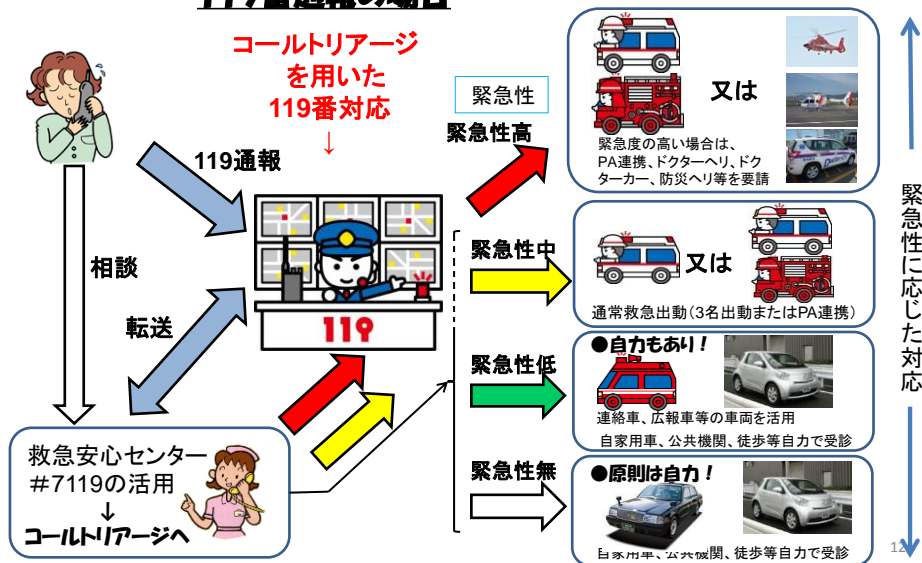 119番通報の場合
コールトリアージ
を用いた
119番対応
↓
緊急性
緊急性高
又は
緊急度の高い場合は、
PA連携、ドクターヘリ、ドク
ターカー、防災ヘリ等を要請
119通報
相談
転送
119
緊急性中
又は
通常救急出動(3名出動またはPA連携)
緊急性低
●自力もあり!
連絡車、広報車等の車両を活用
自家用車、公共機関、徒歩等自力で受診
緊急性無
●原則は自力!
自家用車、公共機関、徒歩等自力で受診
救急安心センター
#7119の活用
↓
コールトリアージへ
緊急性に応じた対応